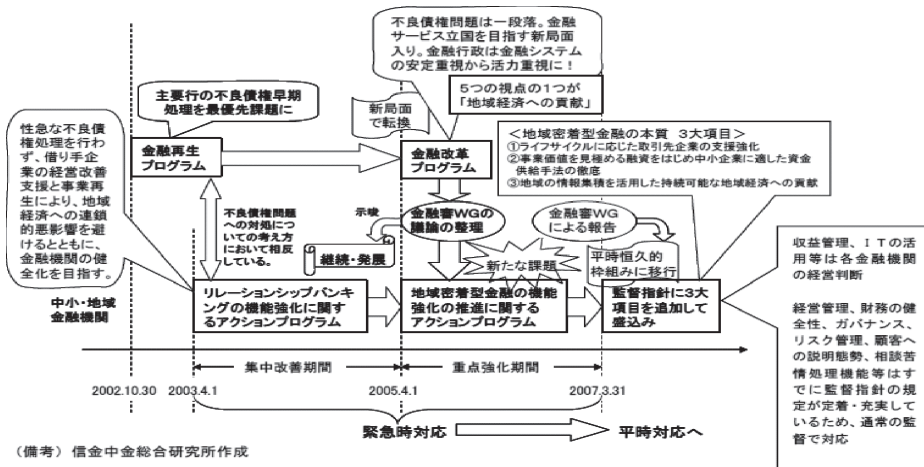 不良債権問題は一段落。金融
サービス立国を目指す新局面
入り。金融行政は金融システム
の安定重視から活力重視に！
5つの視点の1つが
「地域経済への貢献」
主要行の不良債権早期
処理を最優先課題に
新局面
で転換
性急な不良債
権処理を行わ
ず、借り手企
業の経営改善
支援と事業再
生により、地域
経済への連鎖
的悪影響を避
けるとともに、
金融機関の健
全化を目指す。
金融再生
プログラム
金融改革
プログラム
＜地域密着型金融の本質 3大項目＞
①ライフサイクルに応じた取引先企業の支援強化
②事業価値を見極める融資をはじめ中小企業に適した資金
供給手法の徹底
③地域の情報集積を活用した持続可能な地域経済への貢献
不良債権問題
への対処につ
いての考え方
において相反
している。
示唆
継続・発展
金融審WGの
議論の整理
金融審WG
による報告
新たな課題
平時恒久的
枠組みに移行
中小・地域
金融機関
リレーションシップバンキ
ングの機能強化に関す
るアクションプログラム
地域密着型金融の機能
強化の推進に関する
アクションプログラム
監督指針に3大
項目を追加して
盛込み
収益管理、ＩＴの活
用等は各金融機関
の経営判断
経営管理、財務の健
全性、ガバナンス、
リスク管理、顧客へ
の説明態勢、相談苦
情処理機能等はす
でに監督指針の規
定が定着・充実して
いるため、通常の監
督で対応
集中改善期間
重点強化期間
2002.10.30
2003.4.1
2005.4.1
2007.3.31
緊急時対応
平時対応へ
（備考）信金中金総合研究所作成